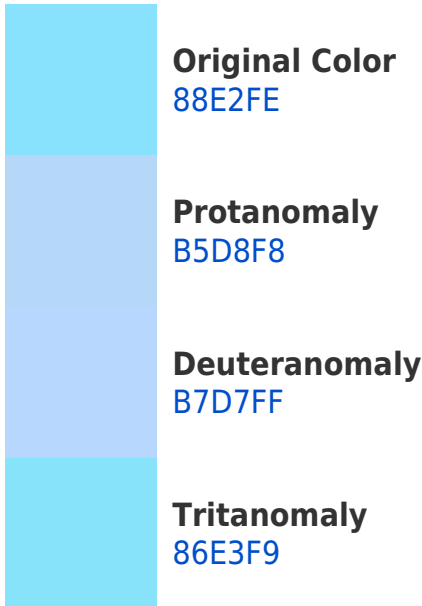 Original Color
88E2FE
Protanomaly
B5D8F8
Deuteranomaly
B7D7FF
Tritanomaly
86E3F9